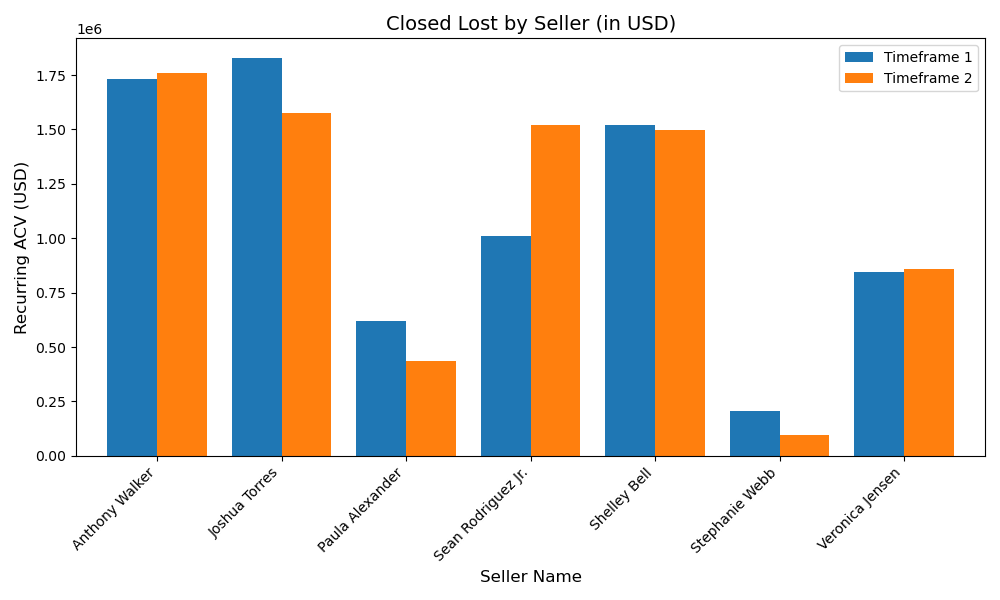 Closed Lost by Seller (in USD)
1e6
Timeframe 1
Timeframe 2
1.75
1.50
1.25
1.00
0.75
0.50
0.25
0.00
Recurring ACV (USD)
Anthony Walker
Joshua Torres
Paula Alexander
Sean Rodriguez Jr.
Shelley Bell
Stephanie Webb
Veronica Jensen
Seller Name